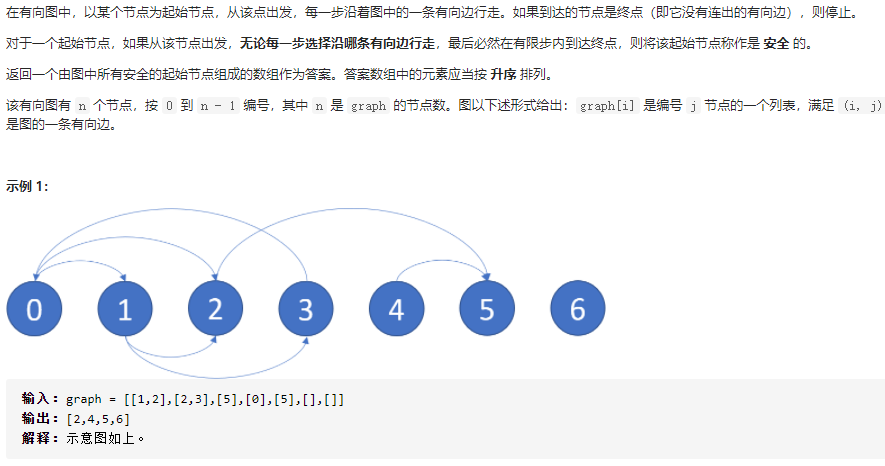 在有向图中，以某个节点为起始节点，从该点出发，每一步沿着图中的一条有向边行走。如果到达的节点是终点（即它没有连出的有向边），则停止。
对于一个起始节点，如果从该节点出发，无论每一步选择沿哪条有向边行走，最后必然在有限步内到达终点，则将该起始节点称作是 安全 的。
返回一个由图中所有安全的起始节点组成的数组作为答案。答案数组中的元素应当按 升序 排列。
该有向图有 n 个节点，按 0 到 n - 1 编号，其中 n 是 graph 的节点数。图以下述形式给出：graph[i] 是编号 j 节点的一个列表，满足 (i, j)
是图的一条有向边。
示例 1：
0 1 2 3 4 5 6
输入：graph = [[1,2],[2,3],[5],[0],[5],[],[]]
输出：[2,4,5,6]
解释：示意图如上。